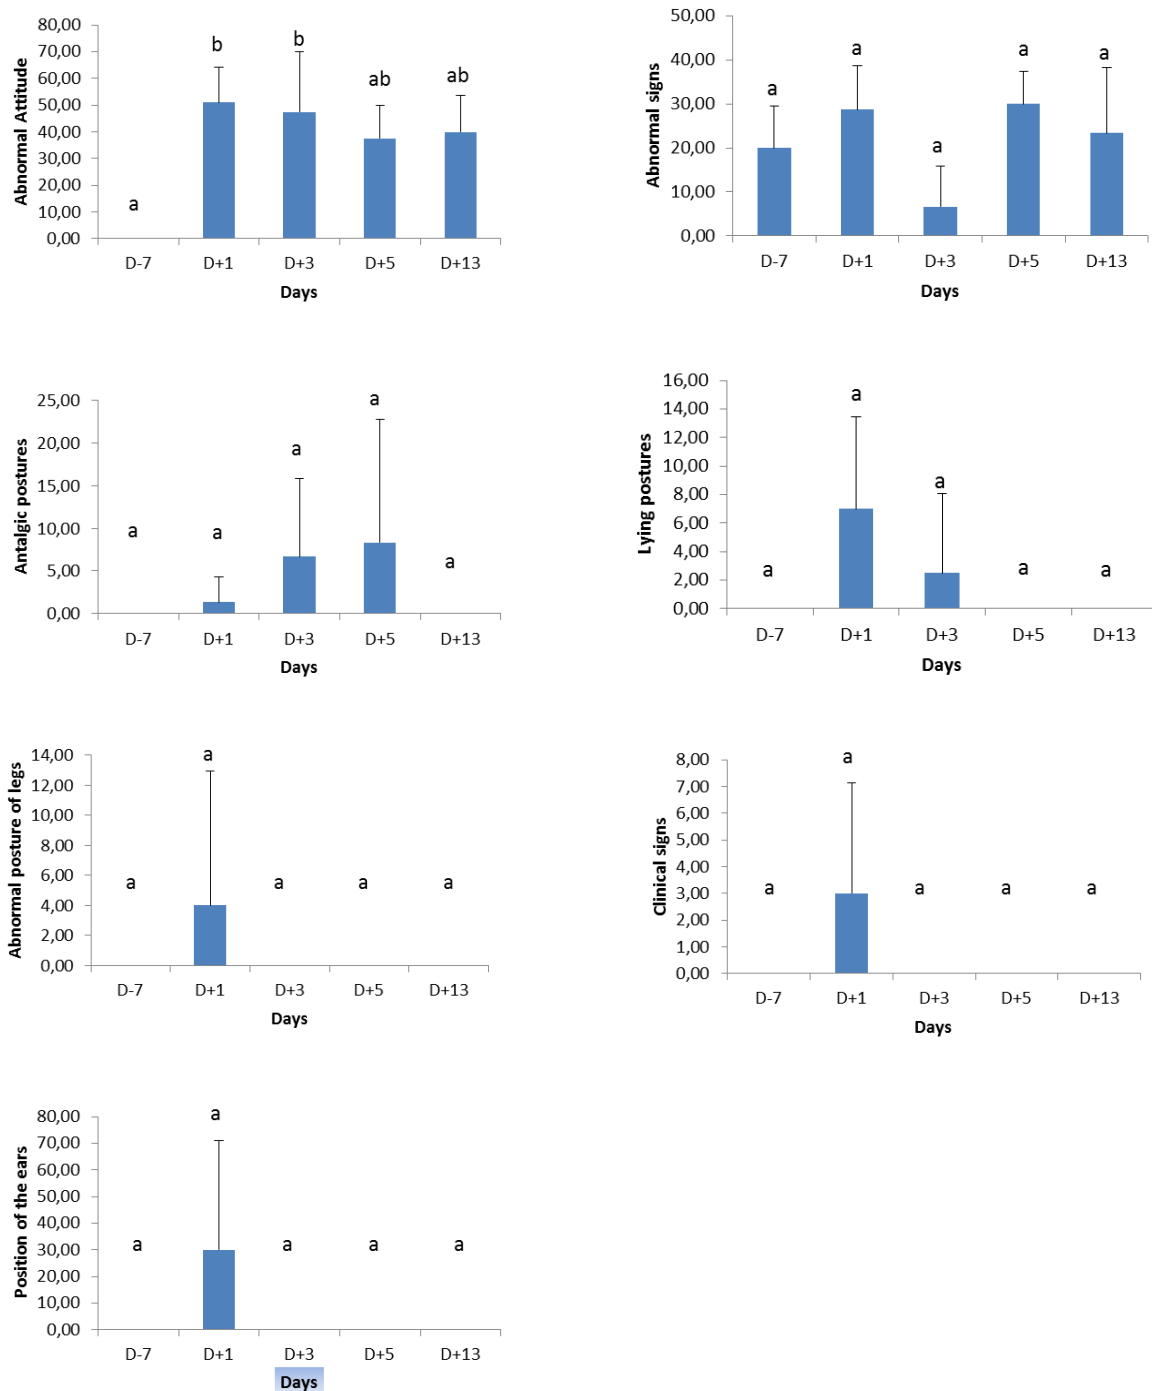 Abnormal Attitude
80,00
70,00
60,00
50,00
40,00
30,00
20,00
10,00
0,00
a
b
b
ab
ab
D-7 D+1 D+3 D+5 D+13
Days
Abnormal signs
50,00
40,00
30,00
20,00
10,00
0,00
a
a
a
a
a
D-7 D+1 D+3 D+5 D+13
Days
Antalgic postures
25,00
20,00
15,00
10,00
5,00
0,00
a
a
a
a
a
D-7 D+1 D+3 D+5 D+13
Days
Lying postures
16,00
14,00
12,00
10,00
8,00
6,00
4,00
2,00
0,00
a
a
a
a
a
D-7 D+1 D+3 D+5 D+13
Days
Abnormal posture of legs
14,00
12,00
10,00
8,00
6,00
4,00
2,00
0,00
a
a
a
a
a
D-7 D+1 D+3 D+5 D+13
Days
Clinical signs
8,00
7,00
6,00
5,00
4,00
3,00
2,00
1,00
0,00
a
a
a
a
a
D-7 D+1 D+3 D+5 D+13
Days
Position of the ears
80,00
70,00
60,00
50,00
40,00
30,00
20,00
10,00
0,00
a
a
a
a
a
D-7 D+1 D+3 D+5 D+13
Days